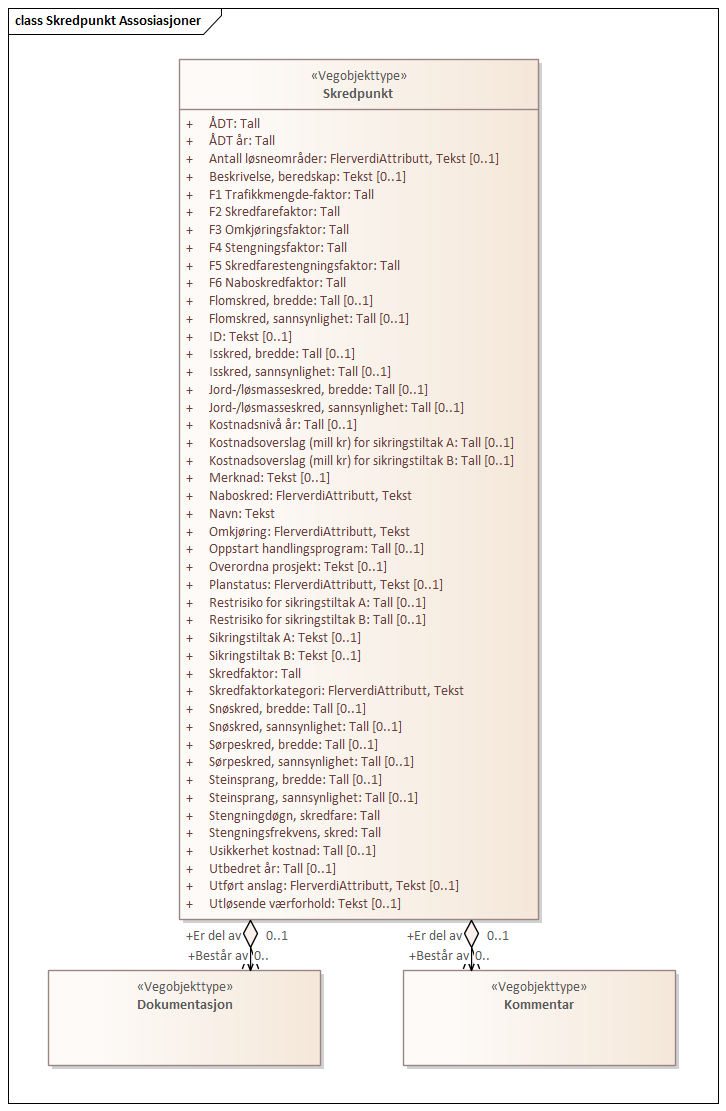 class Skredpunkt Assosiasjoner
«Vegobjekttype»
Skredpunkt
+ ÅDT: Tall
+ ÅDT år: Tall
+ Antall løsneområder: FlerverdiAttributt, Tekst [0..1]
+ Beskrivelse, beredskap: Tekst [0..1]
+ F1 Trafikkmengde-faktor: Tall
+ F2 Skredfarefaktor: Tall
+ F3 Omkjøringsfaktor: Tall
+ F4 Stengningsfaktor: Tall
+ F5 Skredfarestengningsfaktor: Tall
+ F6 Naboskredfaktor: Tall
+ Flomskred, bredde: Tall [0..1]
+ Flomskred, sannsynlighet: Tall [0..1]
+ ID: Tekst [0..1]
+ Isskred, bredde: Tall [0..1]
+ Isskred, sannsynlighet: Tall [0..1]
+ Jord-/løsmasseskred, bredde: Tall [0..1]
+ Jord-/løsmasseskred, sannsynlighet: Tall [0..1]
+ Kostnadsnivå år: Tall [0..1]
+ Kostnadsoverslag (mill kr) for sikringstiltak A: Tall [0..1]
+ Kostnadsoverslag (mill kr) for sikringstiltak B: Tall [0..1]
+ Merknad: Tekst [0..1]
+ Naboskred: FlerverdiAttributt, Tekst
+ Navn: Tekst
+ Omkjøring: FlerverdiAttributt, Tekst
+ Oppstart handlingsprogram: Tall [0..1]
+ Overordna prosjekt: Tekst [0..1]
+ Planstatus: FlerverdiAttributt, Tekst [0..1]
+ Restrisiko for sikringstiltak A: Tall [0..1]
+ Restrisiko for sikringstiltak B: Tall [0..1]
+ Sikringstiltak A: Tekst [0..1]
+ Sikringstiltak B: Tekst [0..1]
+ Skredfaktor: Tall
+ Skredfaktorkategori: FlerverdiAttributt, Tekst
+ Snøskred, bredde: Tall [0..1]
+ Snøskred, sannsynlighet: Tall [0..1]
+ Sørpeskred, bredde: Tall [0..1]
+ Sørpeskred, sannsynlighet: Tall [0..1]
+ Steinsprang, bredde: Tall [0..1]
+ Steinsprang, sannsynlighet: Tall [0..1]
+ Stengningdøgn, skredfare: Tall
+ Stengningsfrekvens, skred: Tall
+ Usikkerhet kostnad: Tall [0..1]
+ Utbedret år: Tall [0..1]
+ Utført anslag: FlerverdiAttributt, Tekst [0..1]
+ Utløsende værforhold: Tekst [0..1]
+Er del av 0..1
+Består av 0..
+Er del av 0..1
+Består av 0..
«Vegobjekttype»
Dokumentasjon
«Vegobjekttype»
Kommentar